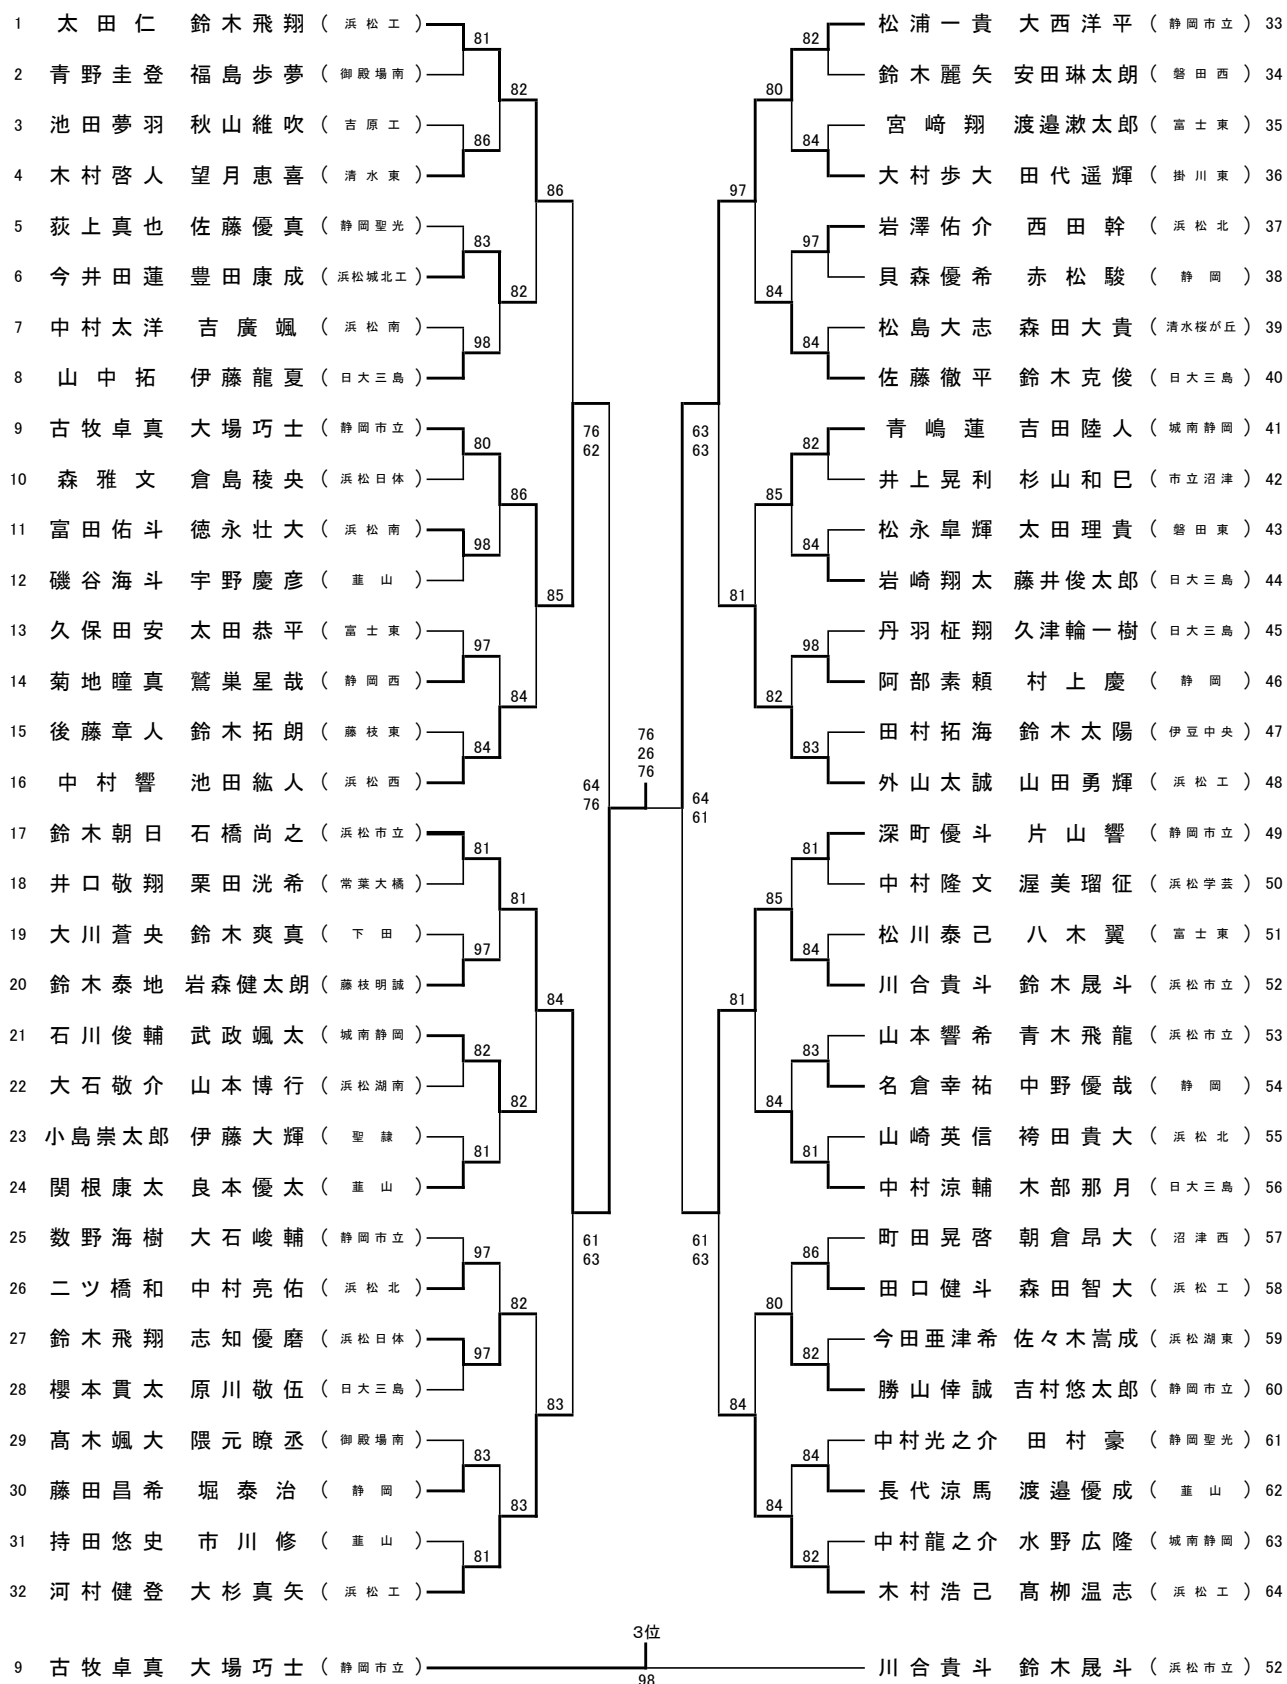 1 太田仁 鈴木飛翔 (浜松工) 松浦一貴 大西洋平 (静岡市立) 33
81 82
2 青野圭登 福島歩夢 (御殿場南) 鈴木麗矢 安田琳太朗 (磐田西) 34
82 80
3 池田夢羽 秋山維吹 (吉原工) 宮﨑翔 渡邉漱太郎 (富士東) 35
86 84
4 木村啓人 望月恵喜 (清水東) 大村歩大 田代遥輝 (掛川東) 36
86 97
5 荻上真也 佐藤優真 (静岡聖光) 岩澤佑介 西田幹 (浜松北) 37
83 97
6 今井田蓮 豊田康成 (浜松城北工) 貝森優希 赤松駿 (静岡) 38
82 84
7 中村太洋 吉廣颯 (浜松南) 松島大志 森田大貴 (清水桜が丘) 39
98 84
8 山中拓 伊藤龍夏 (日大三島) 佐藤徹平 鈴木克俊 (日大三島) 40
9 古牧卓真 大場巧士 (静岡市立) 76 63 青嶋蓮 吉田陸人 (城南静岡) 41
80 62 63 82
10 森雅文 倉島稜央 (浜松日体) 井上晃利 杉山和巳 (市立沼津) 42
86 85
11 富田佑斗 徳永壮大 (浜松南) 松永皐輝 太田理貴 (磐田東) 43
98 84
12 磯谷海斗 宇野慶彦 (韮山) 岩崎翔太 藤井俊太郎 (日大三島) 44
85 81
13 久保田安 太田恭平 (富士東) 丹羽柾翔 久津輪一樹 (日大三島) 45
97 98
14 菊地瞳真 鷲巣星哉 (静岡西) 阿部素頼 村上慶 (静岡) 46
84 82
15 後藤章人 鈴木拓朗 (藤枝東) 76 田村拓海 鈴木太陽 (伊豆中央) 47
84 26 83
16 中村響 池田紘人 (浜松西) 76 外山太誠 山田勇輝 (浜松工) 48
64 64
76 61
17 鈴木朝日 石橋尚之 (浜松市立) 深町優斗 片山響 (静岡市立) 49
81 81
18 井口敬翔 栗田洸希 (常葉大橘) 中村隆文 渥美瑠征 (浜松学芸) 50
81 85
19 大川蒼央 鈴木爽真 (下田) 松川泰己 八木翼 (富士東) 51
97 84
20 鈴木泰地 岩森健太朗 (藤枝明誠) 川合貴斗 鈴木晟斗 (浜松市立) 52
84 81
21 石川俊輔 武政颯太 (城南静岡) 山本響希 青木飛龍 (浜松市立) 53
82 83
22 大石敬介 山本博行 (浜松湖南) 名倉幸祐 中野優哉 (静岡) 54
82 84
23 小島崇太郎 伊藤大輝 (聖隷) 山崎英信 袴田貴大 (浜松北) 55
81 81
24 関根康太 良本優太 (韮山) 中村涼輔 木部那月 (日大三島) 56
25 数野海樹 大石峻輔 (静岡市立) 61 61 町田晃啓 朝倉昂大 (沼津西) 57
97 63 63 86
26 二ツ橋和 中村亮佑 (浜松北) 田口健斗 森田智大 (浜松工) 58
82 80
27 鈴木飛翔 志知優磨 (浜松日体) 今田亜津希 佐々木嵩成 (浜松湖東) 59
97 82
28 櫻本貫太 原川敬伍 (日大三島) 勝山倖誠 吉村悠太郎 (静岡市立) 60
83 84
29 髙木颯大 隈元瞭丞 (御殿場南) 中村光之介 田村豪 (静岡聖光) 61
83 84
30 藤田昌希 堀泰治 (静岡) 長代涼馬 渡邉優成 (韮山) 62
83 84
31 持田悠史 市川修 (韮山) 中村龍之介 水野広隆 (城南静岡) 63
81 82
32 河村健登 大杉真矢 (浜松工) 木村浩己 髙栁温志 (浜松工) 64
3位
9 古牧卓真 大場巧士 (静岡市立) 川合貴斗 鈴木晟斗 (浜松市立) 52
98